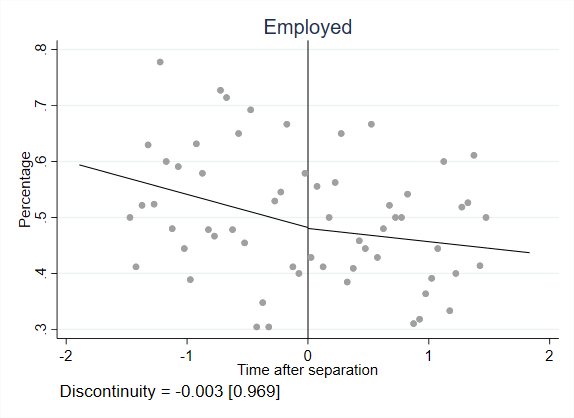 Employed
.8
.7
.6
.5
.4
.3
Percentage
-2 -1 0 1 2
Time after separation
Discontinuity = -0.003 [0.969]